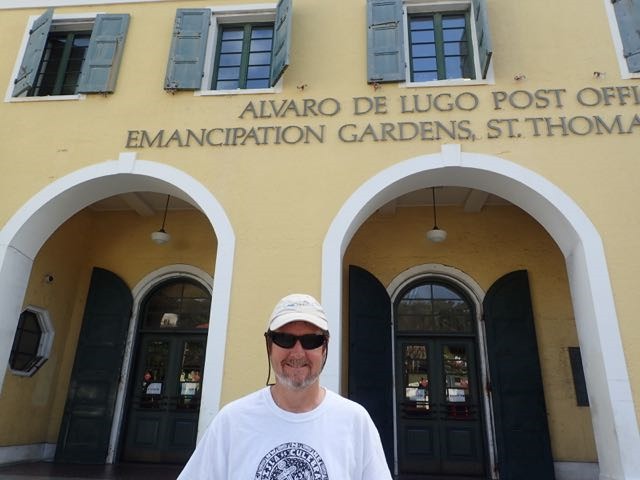 ALVARO DE LUGO POST OFFI
EMANCIPATION GARDENS, ST. THOMA